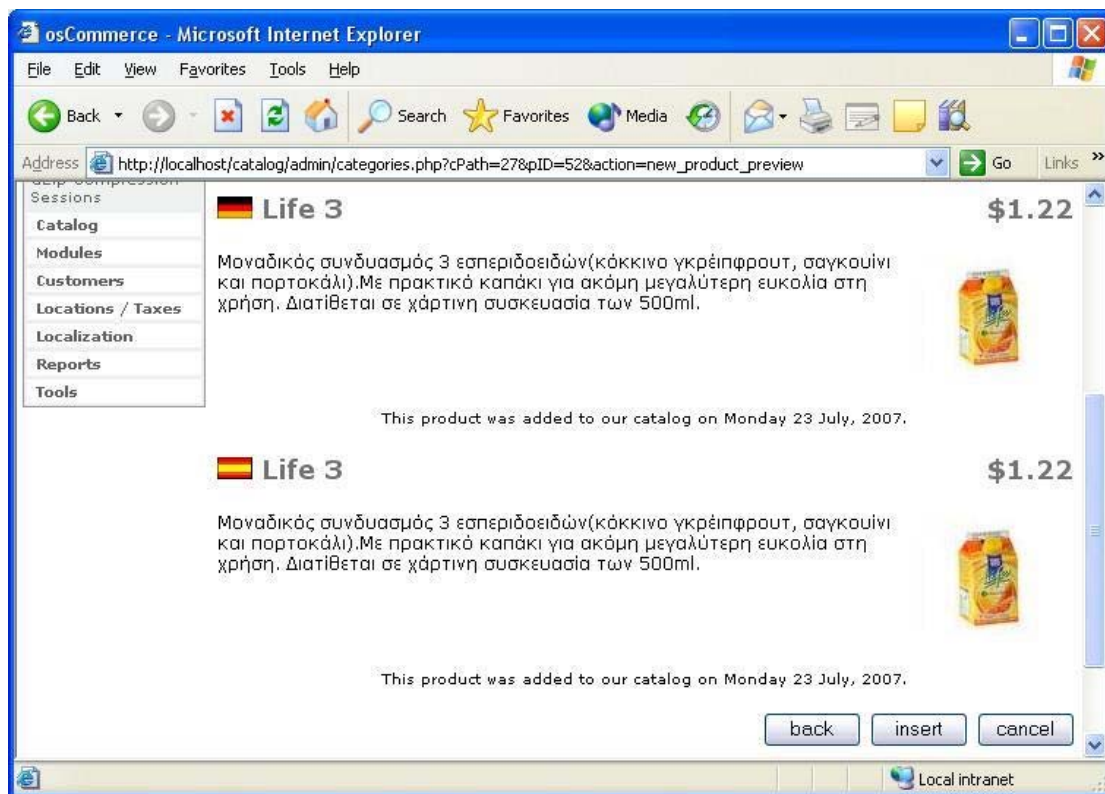 osCommerce - Microsoft Internet Explorer
File Edit View Favorites Tools Help
Back Search Favorites Media
Address http://localhost/catalog/admin/categories.php?cPath=27&pID=52&action=new_product_preview Go Links »
GZip Compression
Sessions
Catalog
Modules
Customers
Locations / Taxes
Localization
Reports
Tools
Life 3 $1.22
Μοναδικός συνδυασμός 3 εσπεριδοειδών(κόκκινο γκρέιπφρουτ, σαγκουίνι
και πορτοκάλι).Με πρακτικό καπάκι για ακόμη μεγαλύτερη ευκολία στη
χρήση. Διατίθεται σε χάρτινη συσκευασία των 500ml.
This product was added to our catalog on Monday 23 July, 2007.
Life 3 $1.22
Μοναδικός συνδυασμός 3 εσπεριδοειδών(κόκκινο γκρέιπφρουτ, σαγκουίνι
και πορτοκάλι).Με πρακτικό καπάκι για ακόμη μεγαλύτερη ευκολία στη
χρήση. Διατίθεται σε χάρτινη συσκευασία των 500ml.
This product was added to our catalog on Monday 23 July, 2007.
back insert cancel
Local intranet